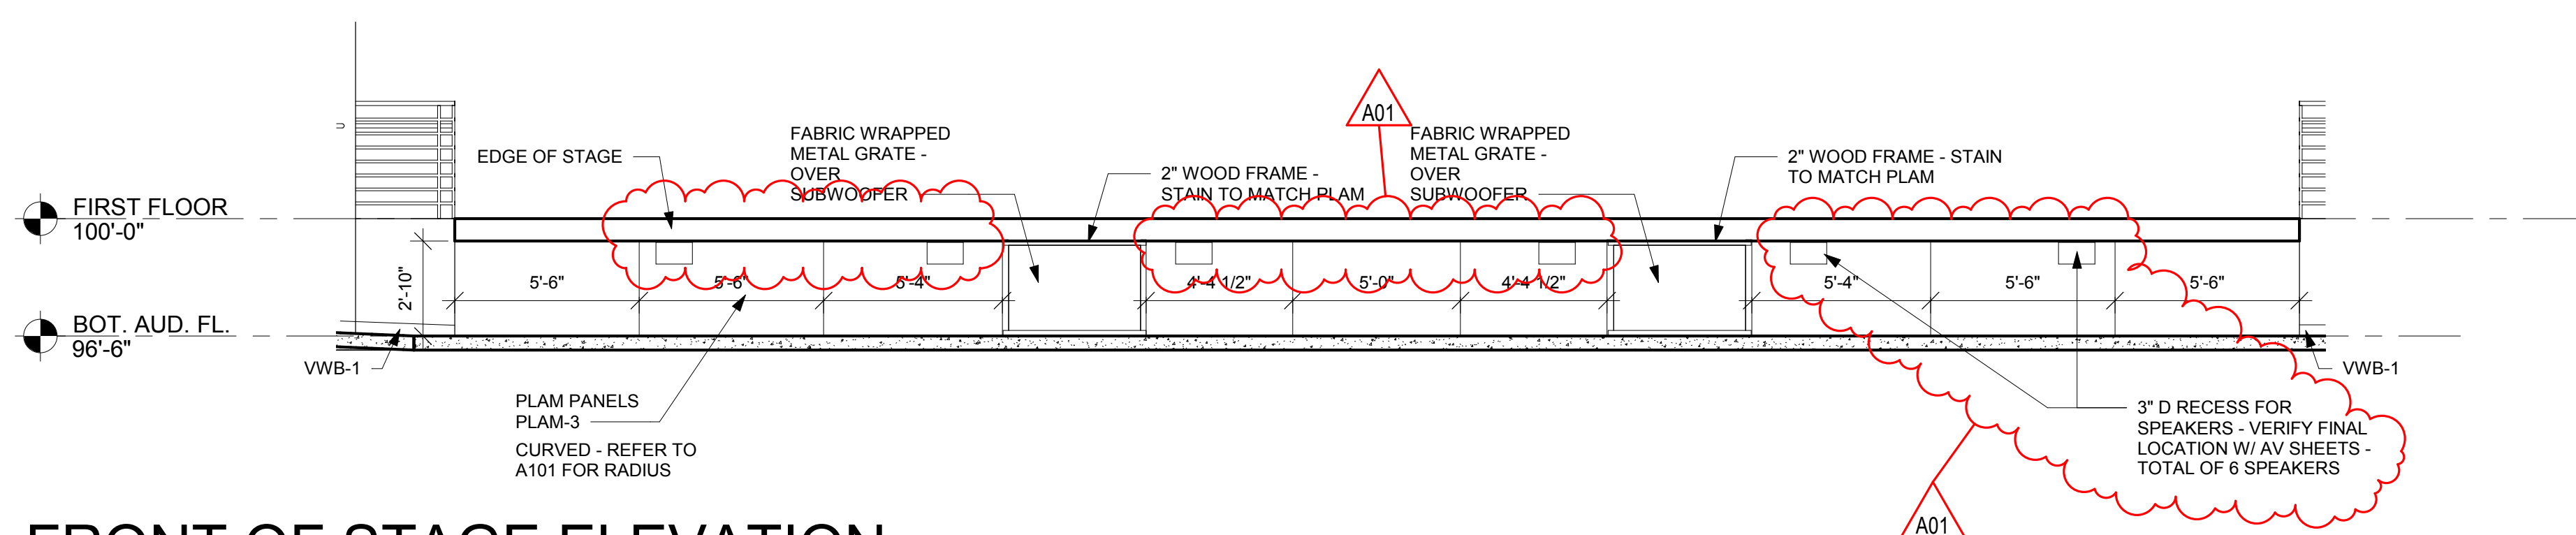 A01
FABRIC WRAPPED
METAL GRATE -
OVER
SUBWOOFER
FABRIC WRAPPED
METAL GRATE -
OVER
SUBWOOFER
EDGE OF STAGE
2" WOOD FRAME -
STAIN TO MATCH PLAM
2" WOOD FRAME - STAIN
TO MATCH PLAM
FIRST FLOOR
100'-0"
2'-10"
5'-6"
5'-6"
5'-4"
4'-4 1/2"
5'-0"
4'-4 1/2"
5'-4"
5'-6"
5'-6"
BOT. AUD. FL.
96'-6"
VWB-1
VWB-1
PLAM PANELS
PLAM-3
CURVED - REFER TO
A101 FOR RADIUS
3" D RECESS FOR
SPEAKERS - VERIFY FINAL
LOCATION W/ AV SHEETS -
TOTAL OF 6 SPEAKERS
A01
FRONT OF STAGE ELEVATION